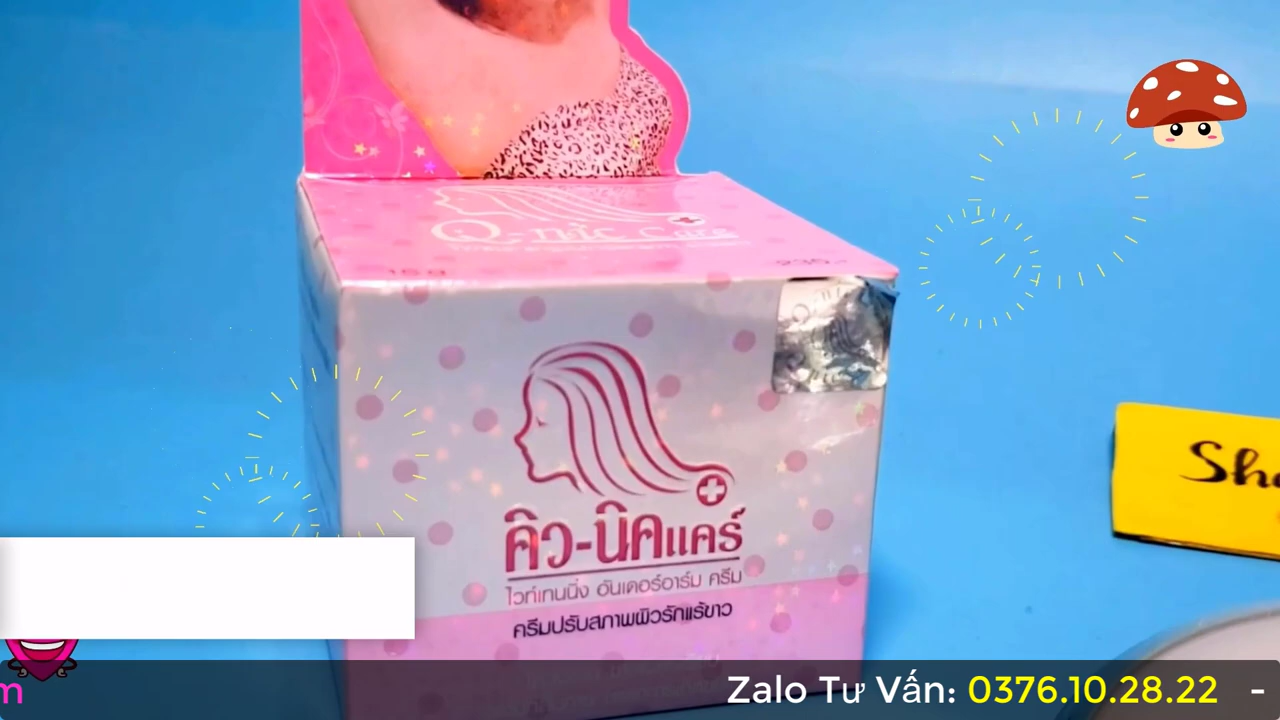 Q-nic Care
15 g
คิว-นิคแคร์
ไวท์เทนนิ่ง อันเดอร์อาร์ม ครีม
ครีมปรับสภาพผิวรักแร้ขาว
Sh
m
Zalo Tư Vấn: 0376.10.28.22 -